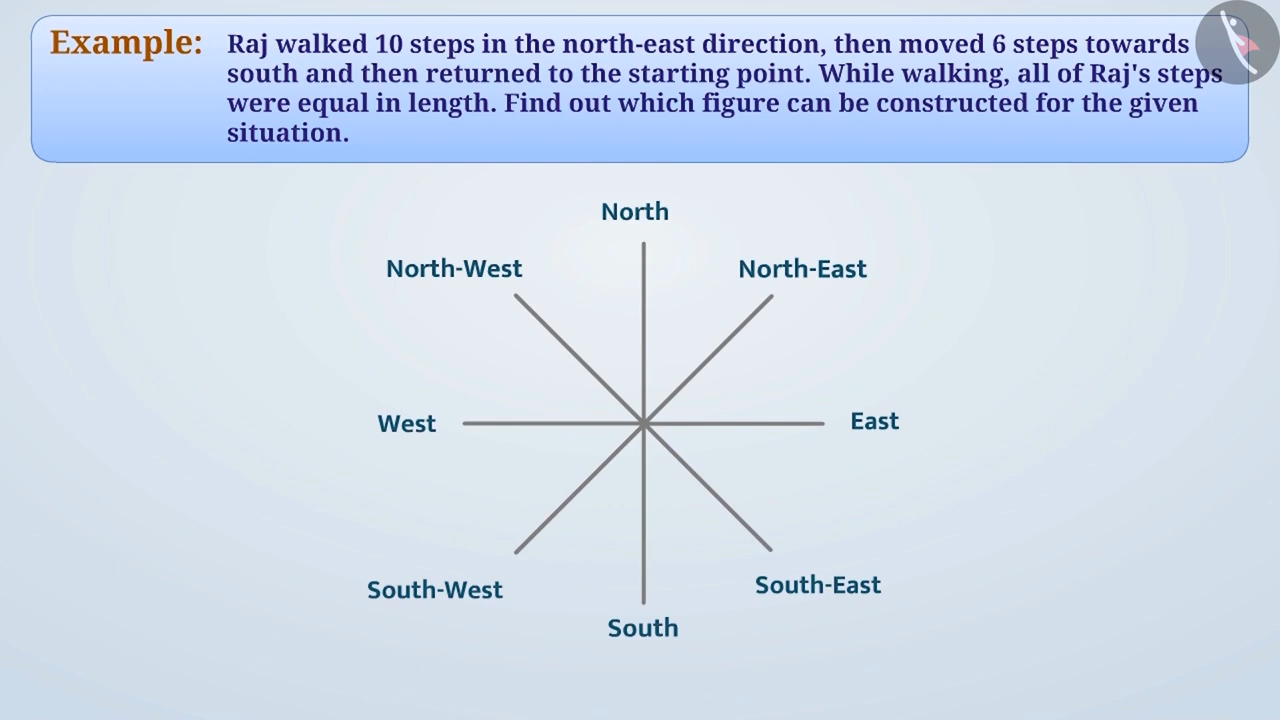 Example: Raj walked 10 steps in the north-east direction, then moved 6 steps towards
south and then returned to the starting point. While walking, all of Raj's steps
were equal in length. Find out which figure can be constructed for the given
situation.
North
North-West
North-East
West
East
South-West
South-East
South